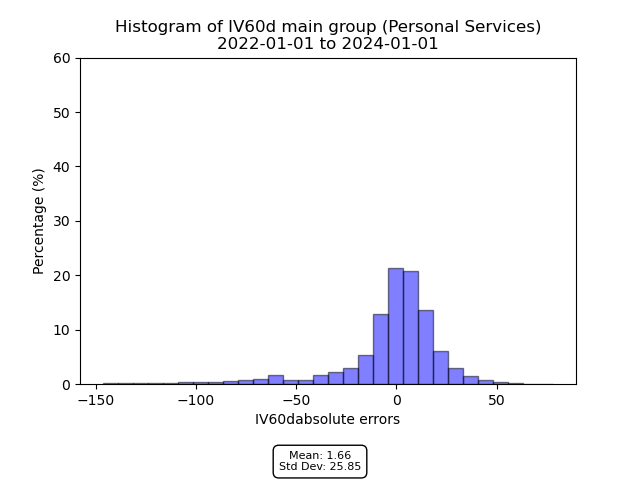 Histogram of IV60d main group (Personal Services)
2022-01-01 to 2024-01-01
60
50
40
30
20
10
0
Percentage (%)
−150
−100
−50
0
50
IV60dabsolute errors
Mean: 1.66
Std Dev: 25.85